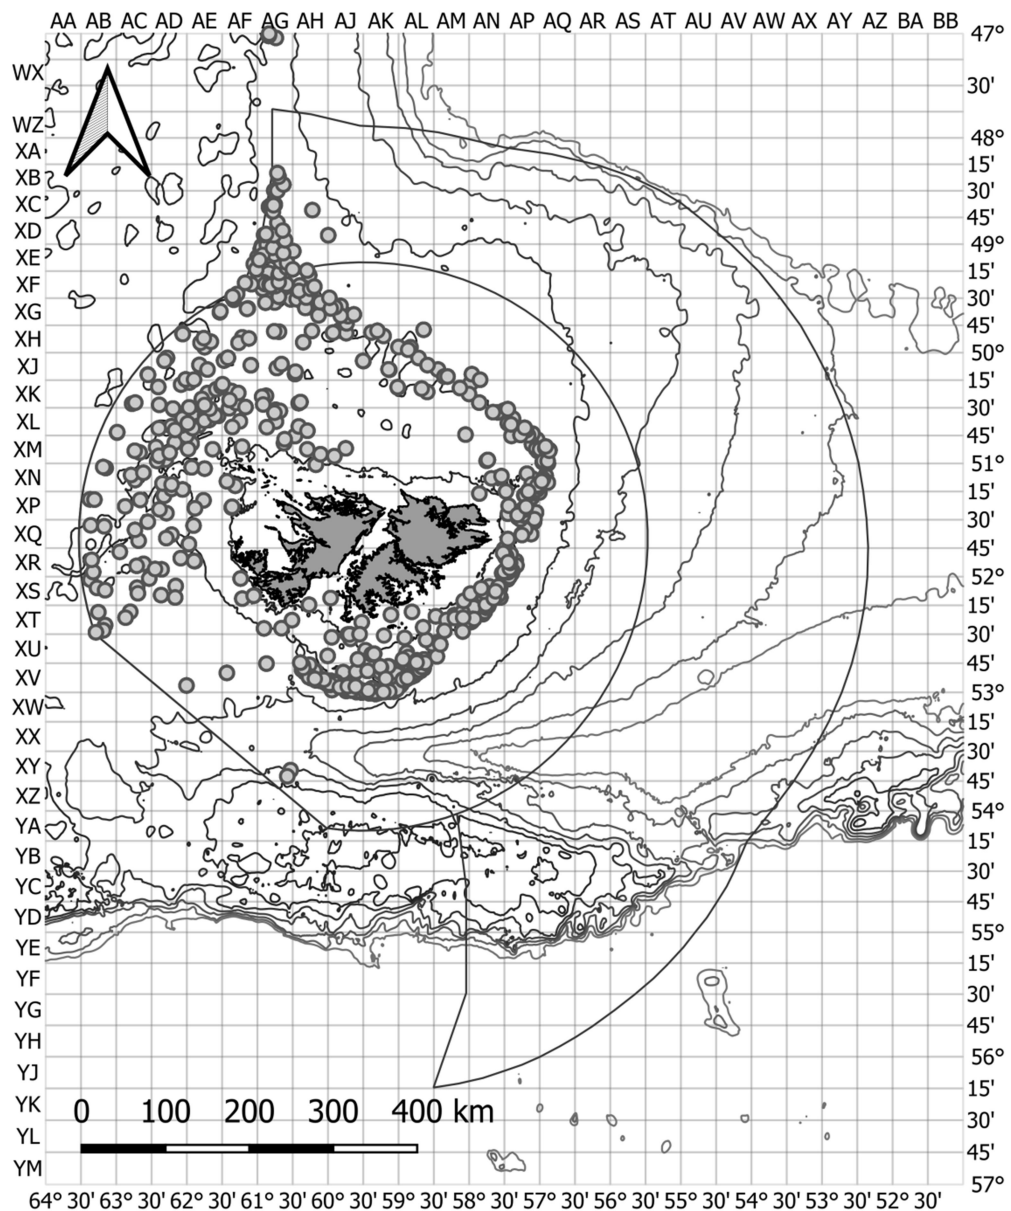 AA AB AC AD AE AF AG AH AJ AK AL AM AN AP AQ AR AS AT AU AV AW AX AY AZ BA BB
47°
WX
30'
WZ
48°
XA
15'
XB
30'
XC
45'
XD
49°
XE
15'
XF
30'
XG
45'
XH
50°
XJ
15'
XK
30'
XL
45'
XM
51°
XN
15'
XP
30'
XQ
45'
XR
52°
XS
15'
XT
30'
XU
45'
XV
53°
XW
15'
XX
30'
XY
45'
XZ
54°
YA
15'
YB
30'
YC
45'
YD
55°
YE
15'
YF
30'
YG
45'
YH
56°
YJ
15'
YK
30'
YL
45'
YM
57°
0 100 200 300 400 km
64° 30' 63° 30' 62° 30' 61° 30' 60° 30' 59° 30' 58° 30' 57° 30' 56° 30' 55° 30' 54° 30' 53° 30' 52° 30'